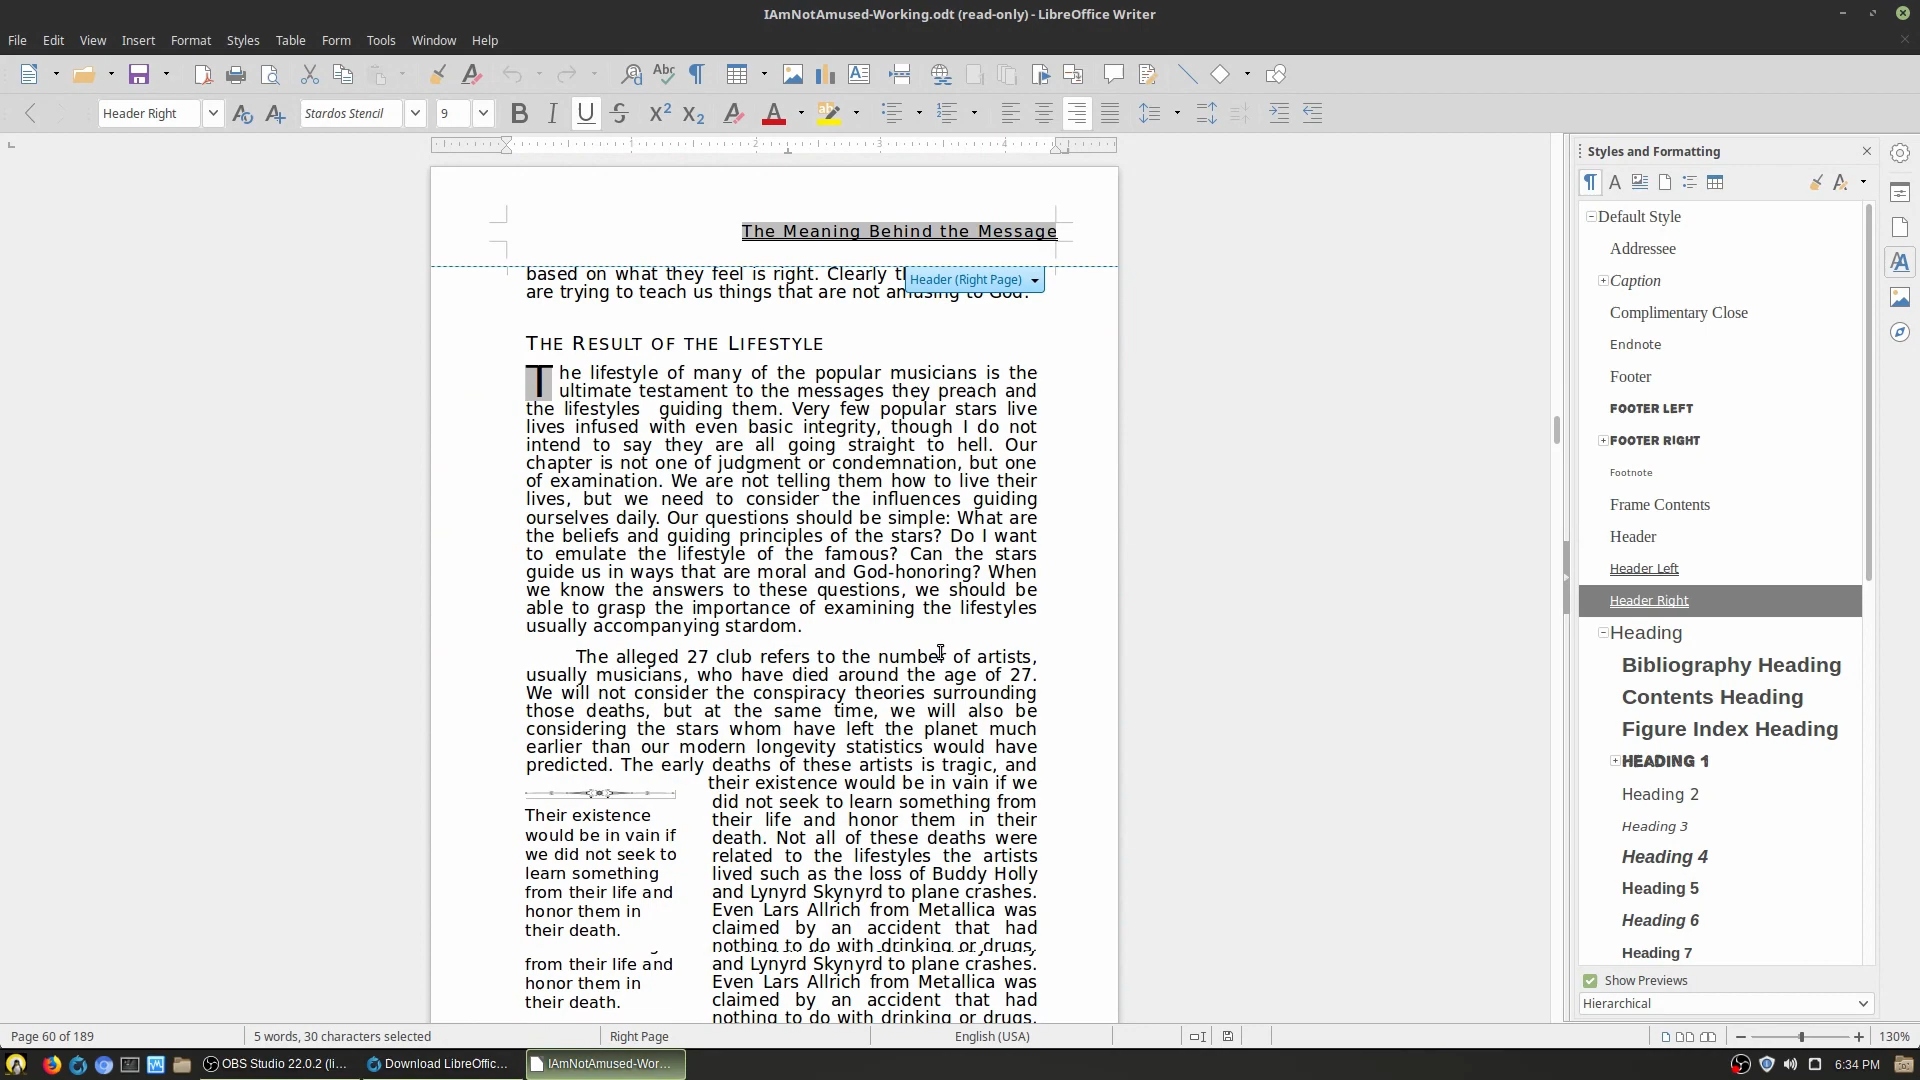 IAmNotAmused-Working.odt (read-only) - LibreOffice Writer
File Edit View Insert Format Styles Table Form Tools Window Help
Header Right Stardos Stencil 9
1 2 3 4
The Meaning Behind the Message
Header (Right Page)
based on what they feel is right. Clearly
are trying to teach us things that are not amusing to God.
The Result of the Lifestyle
The lifestyle of many of the popular musicians is the
ultimate testament to the messages they preach and
the lifestyles guiding them. Very few popular stars live
lives infused with even basic integrity, though I do not
intend to say they are all going straight to hell. Our
chapter is not one of judgment or condemnation, but one
of examination. We are not telling them how to live their
lives, but we need to consider the influences guiding
ourselves daily. Our questions should be simple: What are
the beliefs and guiding principles of the stars? Do I want
to emulate the lifestyle of the famous? Can the stars
guide us in ways that are moral and God-honoring? When
we know the answers to these questions, we should be
able to grasp the importance of examining the lifestyles
usually accompanying stardom.
The alleged 27 club refers to the number of artists,
usually musicians, who have died around the age of 27.
We will not consider the conspiracy theories surrounding
those deaths, but at the same time, we will also be
considering the stars whom have left the planet much
earlier than our modern longevity statistics would have
predicted. The early deaths of these artists is tragic, and
their existence would be in vain if we
did not seek to learn something from
their life and honor them in their
death. Not all of these deaths were
related to the lifestyles the artists
lived such as the loss of Buddy Holly
and Lynyrd Skynyrd to plane crashes.
Even Lars Allrich from Metallica was
claimed by an accident that had
nothing to do with drinking or drugs.
and Lynyrd Skynyrd to plane crashes.
Even Lars Allrich from Metallica was
claimed by an accident that had
nothing to do with drinking or drugs.
Their existence
would be in vain if
we did not seek to
learn something
from their life and
honor them in
their death.
from their life and
honor them in
their death.
Styles and Formatting
Default Style
Addressee
Caption
Complimentary Close
Endnote
Footer
FOOTER LEFT
FOOTER RIGHT
Footnote
Frame Contents
Header
Header Left
Header Right
Heading
Bibliography Heading
Contents Heading
Figure Index Heading
HEADING 1
Heading 2
Heading 3
Heading 4
Heading 5
Heading 6
Heading 7
Show Previews
Hierarchical
Page 60 of 189 5 words, 30 characters selected Right Page English (USA) 130%
OBS Studio 22.0.2 (li... Download LibreOffic... IAmNotAmused-Wor... 6:34 PM